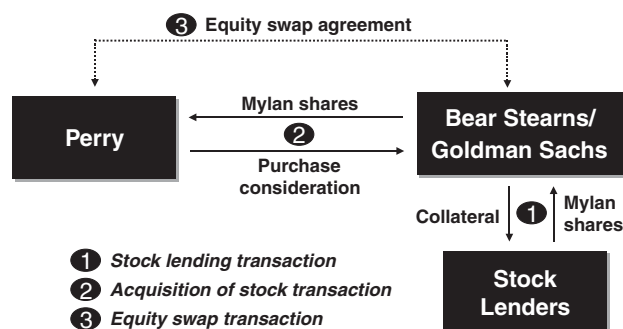 3 Equity swap agreement
Mylan shares
Perry
2
Purchase
consideration
Bear Stearns/
Goldman Sachs
Collateral
1
Mylan
shares
Stock
Lenders
1 Stock lending transaction
2 Acquisition of stock transaction
3 Equity swap transaction